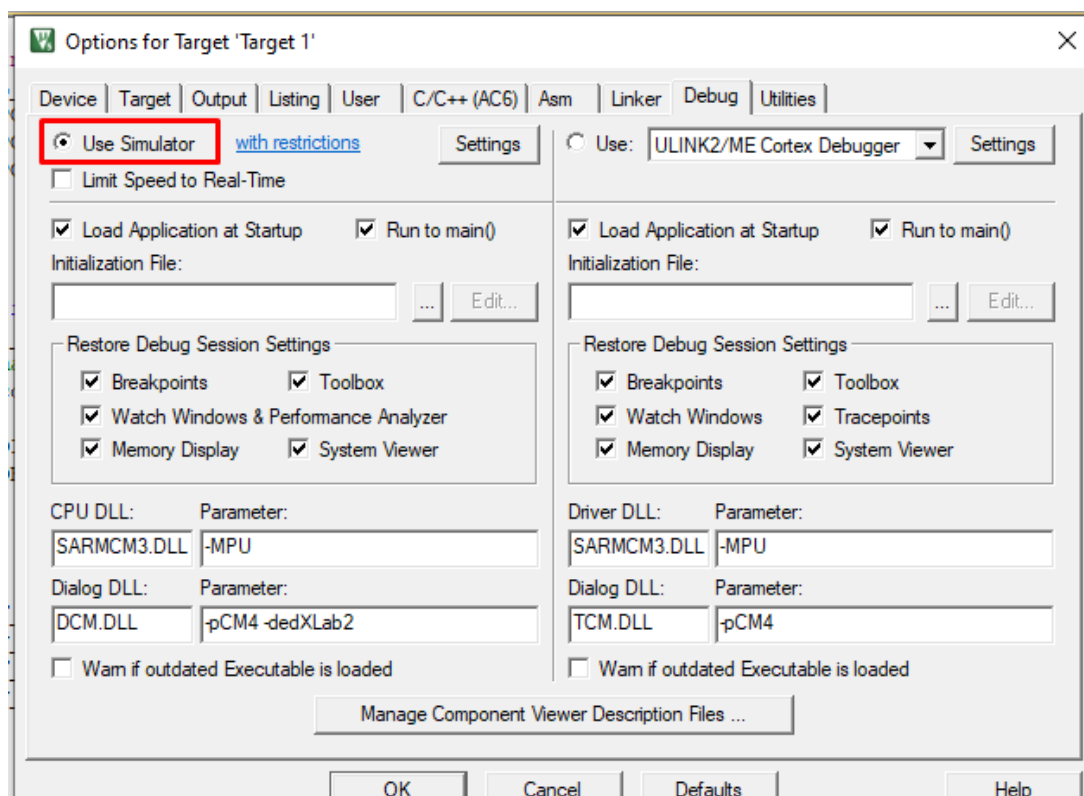 Options for Target 'Target 1'
Device Target Output Listing User C/C++ (AC6) Asm Linker Debug Utilities
Use Simulator with restrictions Settings
Limit Speed to Real-Time
Use: ULINK2/ME Cortex Debugger Settings
Load Application at Startup Run to main()
Initialization File:
... Edit...
Restore Debug Session Settings
Breakpoints Toolbox
Watch Windows & Performance Analyzer
Memory Display System Viewer
CPU DLL: Parameter:
SARMCM3.DLL -MPU
Dialog DLL: Parameter:
DCM.DLL -pCM4 -dedXLab2
Warn if outdated Executable is loaded
Load Application at Startup Run to main()
Initialization File:
... Edit...
Restore Debug Session Settings
Breakpoints Toolbox
Watch Windows Tracepoints
Memory Display System Viewer
Driver DLL: Parameter:
SARMCM3.DLL -MPU
Dialog DLL: Parameter:
TCM.DLL -pCM4
Warn if outdated Executable is loaded
Manage Component Viewer Description Files ...
OK Cancel Defaults Help